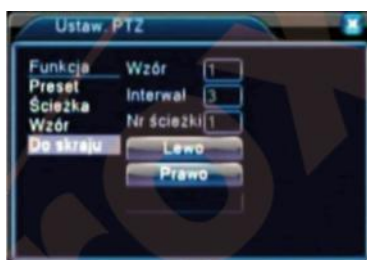 Ustaw. PTZ
Funkcja
Preset
Ścieżka
Wzór
Do skraju
Wzór 1
Interwał 3
Nr ścieżki 1
Lewo
Prawo